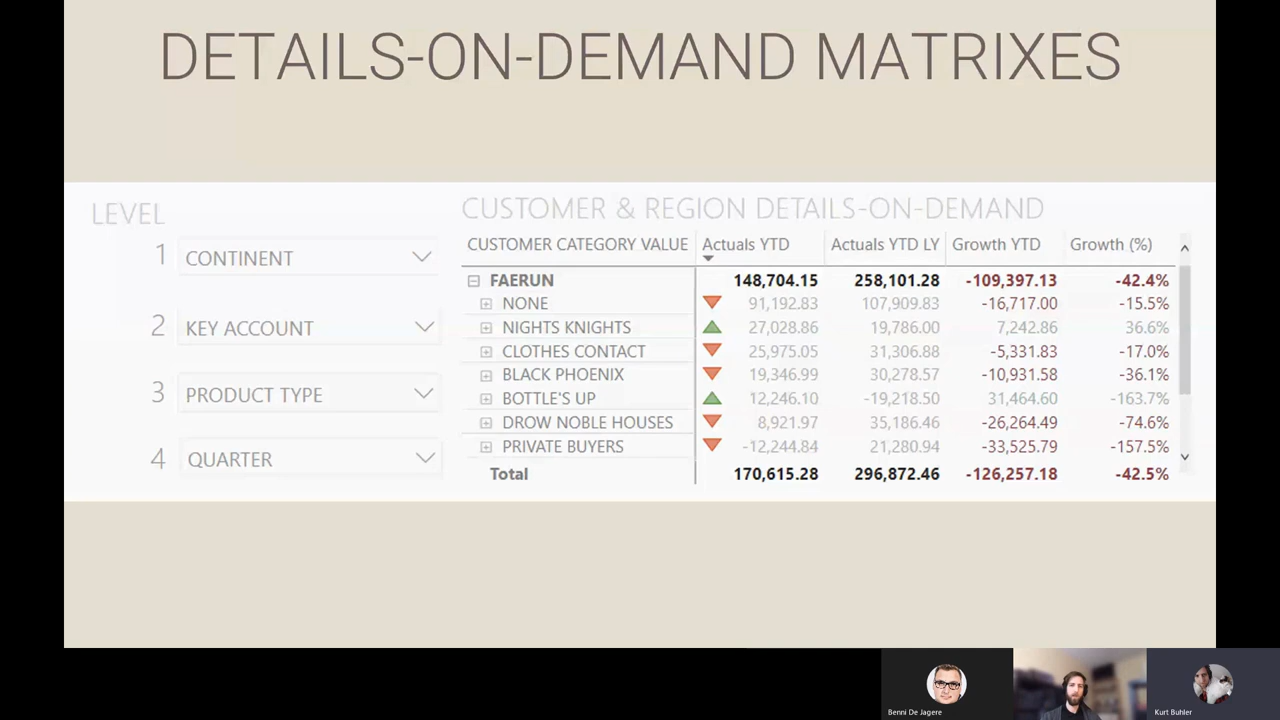 DETAILS-ON-DEMAND MATRIXES
LEVEL
1 CONTINENT
2 KEY ACCOUNT
3 PRODUCT TYPE
4 QUARTER
CUSTOMER & REGION DETAILS-ON-DEMAND
CUSTOMER CATEGORY VALUE Actuals YTD Actuals YTD LY Growth YTD Growth (%)
FAERUN 148,704.15 258,101.28 -109,397.13 -42.4%
NONE 91,192.83 107,909.83 -16,717.00 -15.5%
NIGHTS KNIGHTS 27,028.86 19,786.00 7,242.86 36.6%
CLOTHES CONTACT 25,975.05 31,306.88 -5,331.83 -17.0%
BLACK PHOENIX 19,346.99 30,278.57 -10,931.58 -36.1%
BOTTLE'S UP 12,246.10 -19,218.50 31,464.60 -163.7%
DROW NOBLE HOUSES 8,921.97 35,186.46 -26,264.49 -74.6%
PRIVATE BUYERS -12,244.84 21,280.94 -33,525.79 -157.5%
Total 170,615.28 296,872.46 -126,257.18 -42.5%
Benni De Jagere
Kurt Buhler